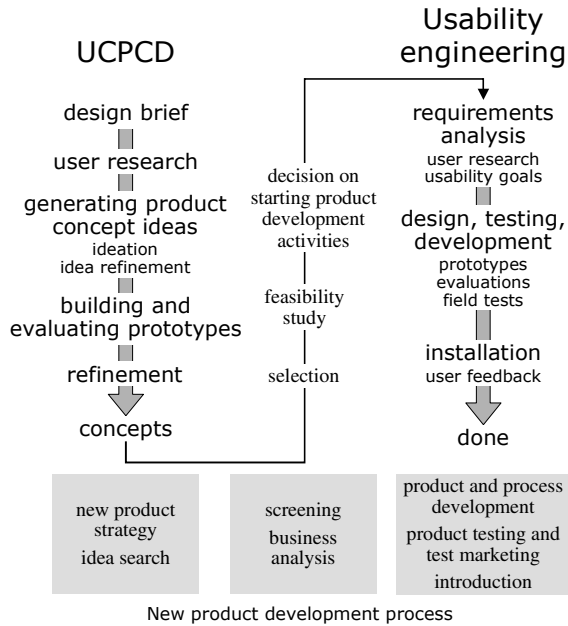 UCPCD
design brief
user research
generating product
concept ideas
ideation
idea refinement
building and
evaluating prototypes
refinement
concepts
decision on
starting product
development
activities
feasibility
study
selection
Usability
engineering
requirements
analysis
user research
usability goals
design, testing,
development
prototypes
evaluations
field tests
installation
user feedback
done
new product
strategy
idea search
screening
business
analysis
product and process
development
product testing and
test marketing
introduction
New product development process